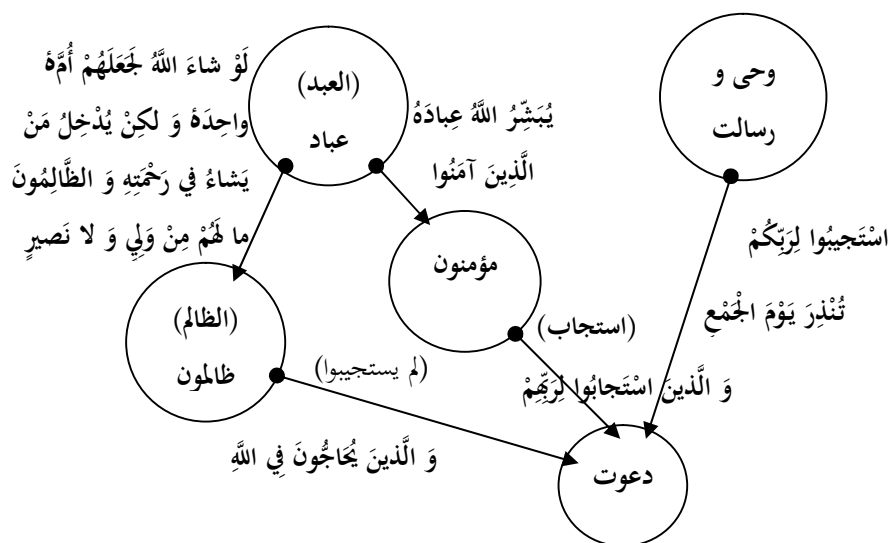 وحی و
رسالت
(العبد)
عباد
لَوْ شاءَ اللَّهُ لَجَعَلَهُمْ أُمَّهً
واحِدَهً وَ لكِنْ يُدْخِلُ مَنْ
يَشاءُ في رَحْمَتِهِ وَ الظَّالِمُونَ
ما لَهُمْ مِنْ وَلِيٍ وَ لا نَصيرٍ
يُبَشِّرُ اللَّهُ عِبادَهُ
الَّذِينَ آمَنُوا
اسْتَجيبُوا لِرَبِّكُمْ
تُنْذِرَ يَوْمَ الْجَمْعِ
مؤمنون
(الظالم)
ظالمون
(استجاب)
(لم يستجيبوا)
وَ الَّذينَ اسْتَجابُوا لِرَبِّهِمْ
وَ الَّذينَ يُحَاجُّونَ فِي اللَّهِ
دعوت